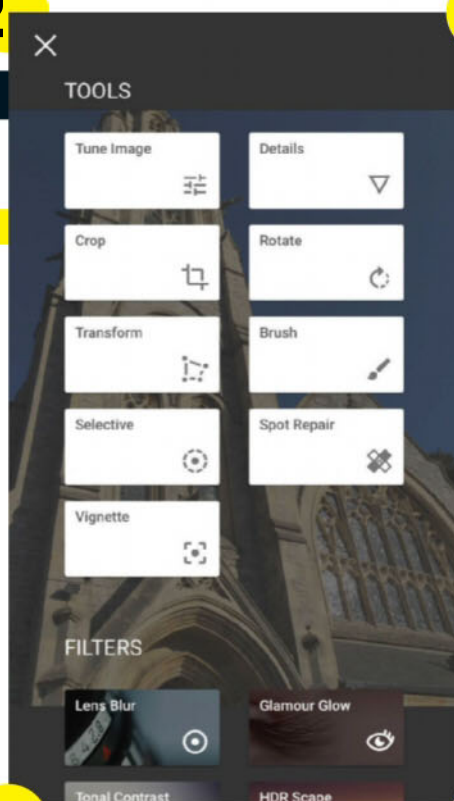 TOOLS
Tune Image
Details
Crop
Rotate
Transform
Brush
Selective
Spot Repair
Vignette
FILTERS
Lens Blur
Glamour Glow
Tonal Contrast
HDR Scape